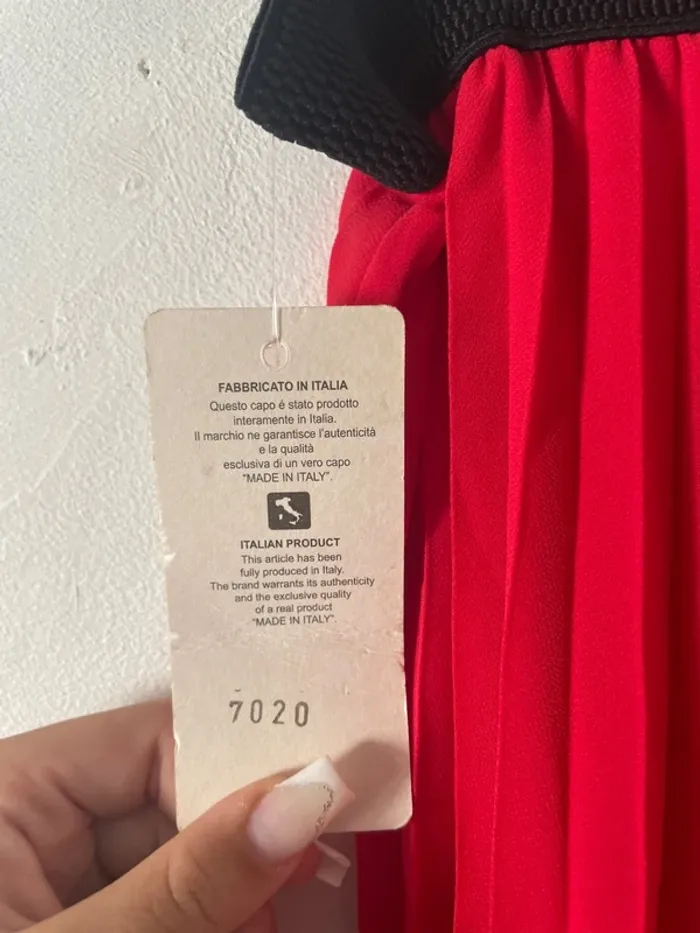 FABBRICATO IN ITALIA
Questo capo é stato prodotto
interamente in Italia.
Il marchio ne garantisce l'autenticità
e la qualità
esclusiva di un vero capo
"MADE IN ITALY".
ITALIAN PRODUCT
This article has been
fully produced in Italy.
The brand warrants its authenticity
and the exclusive quality
of a real product
"MADE IN ITALY".
7020